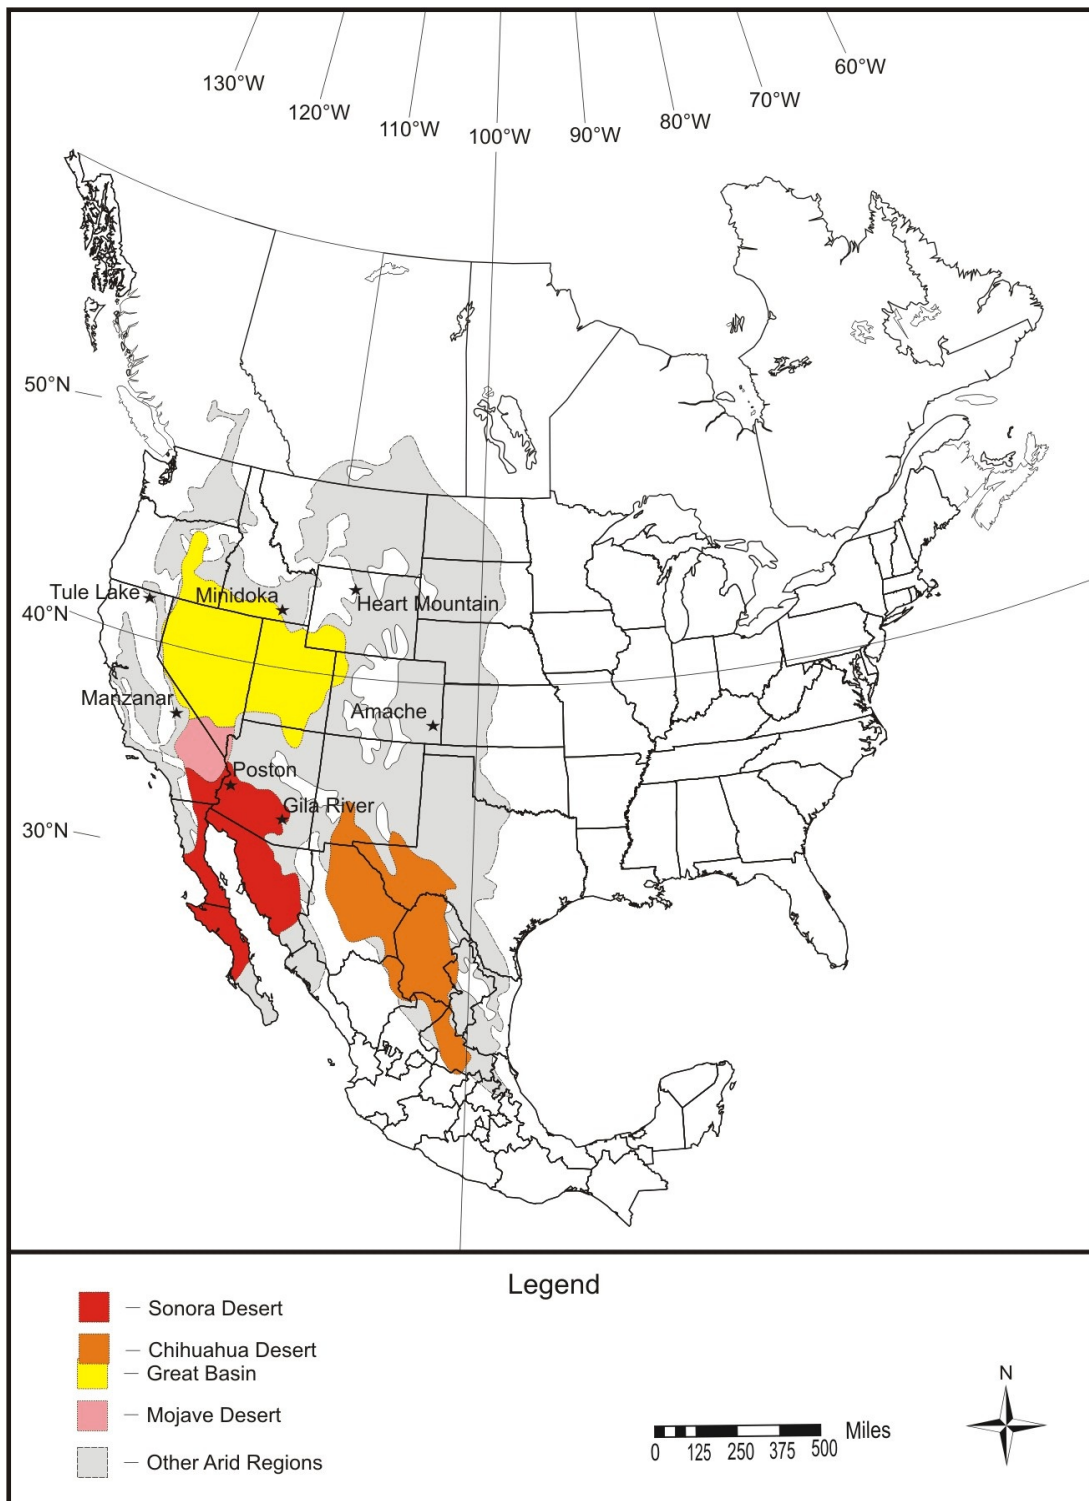 130°W
120°W
110°W
100°W
90°W
80°W
70°W
60°W
50°N
40°N
30°N
Tule Lake
Minidoka
Heart Mountain
Manzanar
Amache
Poston
Gila River
Legend
Sonora Desert
Chihuahua Desert
Great Basin
Mojave Desert
Other Arid Regions
0 125 250 375 500 Miles
N